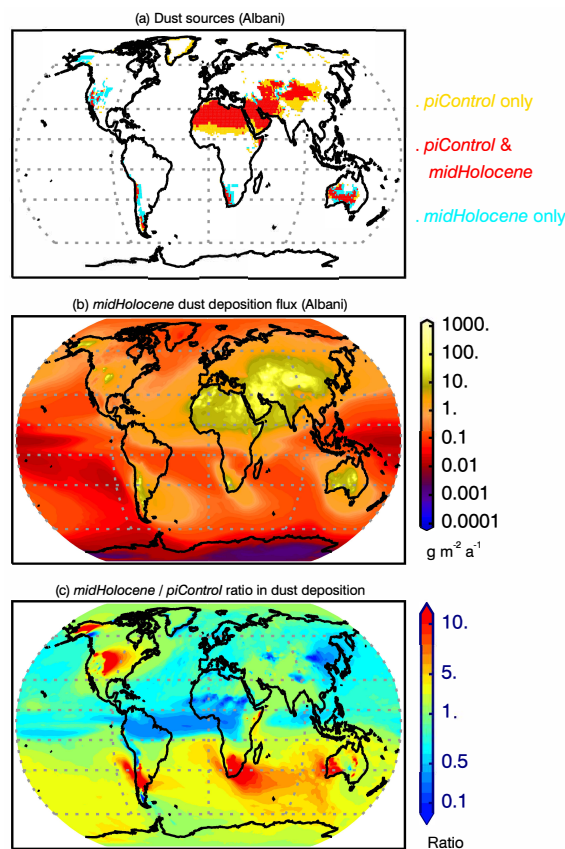 (a) Dust sources (Albani)
. piControl only
. piControl &
midHolocene
. midHolocene only
(b) midHolocene dust deposition flux (Albani)
1000.
100.
10.
1.
0.1
0.01
0.001
0.0001
g m⁻² a⁻¹
(c) midHolocene / piControl ratio in dust deposition
10.
5.
1.
0.5
0.1
Ratio